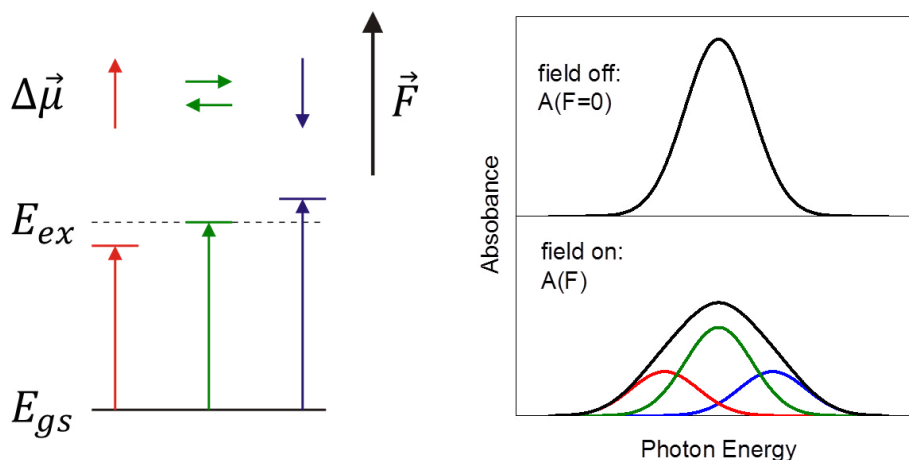 Δμ⃗
F⃗
E_ex
E_gs
field off:
A(F=0)
Absobance
field on:
A(F)
Photon Energy